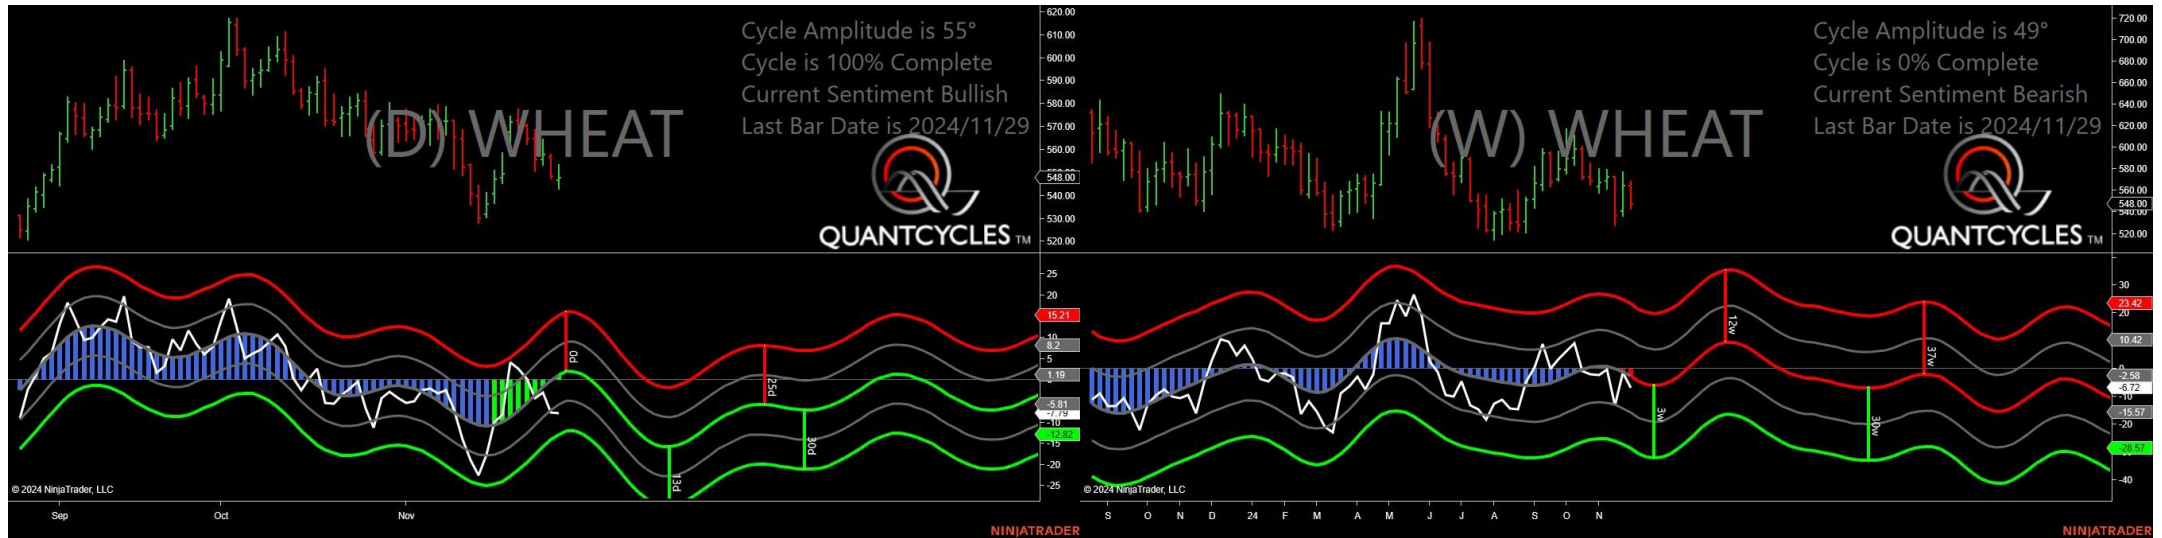 Cycle Amplitude is 55°
Cycle is 100% Complete
Current Sentiment Bullish
Last Bar Date is 2024/11/29
(D) WHEAT
QUANTCYCLES TM
620.00
610.00
600.00
590.00
580.00
570.00
560.00
548.00
540.00
530.00
520.00
25
20
15.21
10
8.2
5
1.19
-5.81
-7.79
-10
-12.82
-15
-20
-25
0d
13d
25d
30d
© 2024 NinjaTrader, LLC
Sep Oct Nov
NINJATRADER
Cycle Amplitude is 49°
Cycle is 0% Complete
Current Sentiment Bearish
Last Bar Date is 2024/11/29
(W) WHEAT
QUANTCYCLES TM
720.00
700.00
680.00
660.00
640.00
620.00
600.00
580.00
560.00
548.00
540.00
520.00
30
23.42
20
10.42
-2.58
-6.72
-10
-15.57
-20
-28.57
-40
3w
12w
30w
37w
© 2024 NinjaTrader, LLC
S O N D 24 F M A M J J A S O N
NINJATRADER